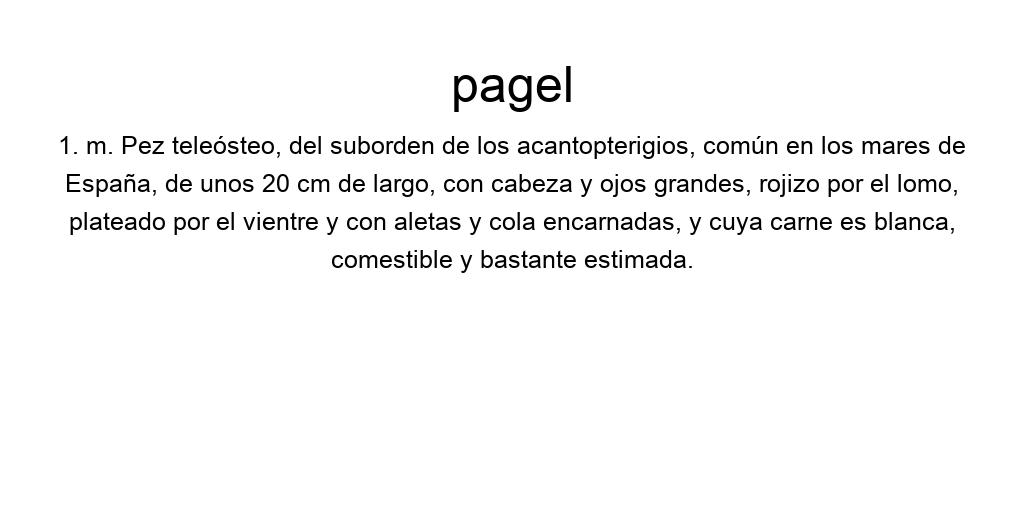 pagel
1. m. Pez teleósteo, del suborden de los acantopterigios, común en los mares de
España, de unos 20 cm de largo, con cabeza y ojos grandes, rojizo por el lomo,
plateado por el vientre y con aletas y cola encarnadas, y cuya carne es blanca,
comestible y bastante estimada.